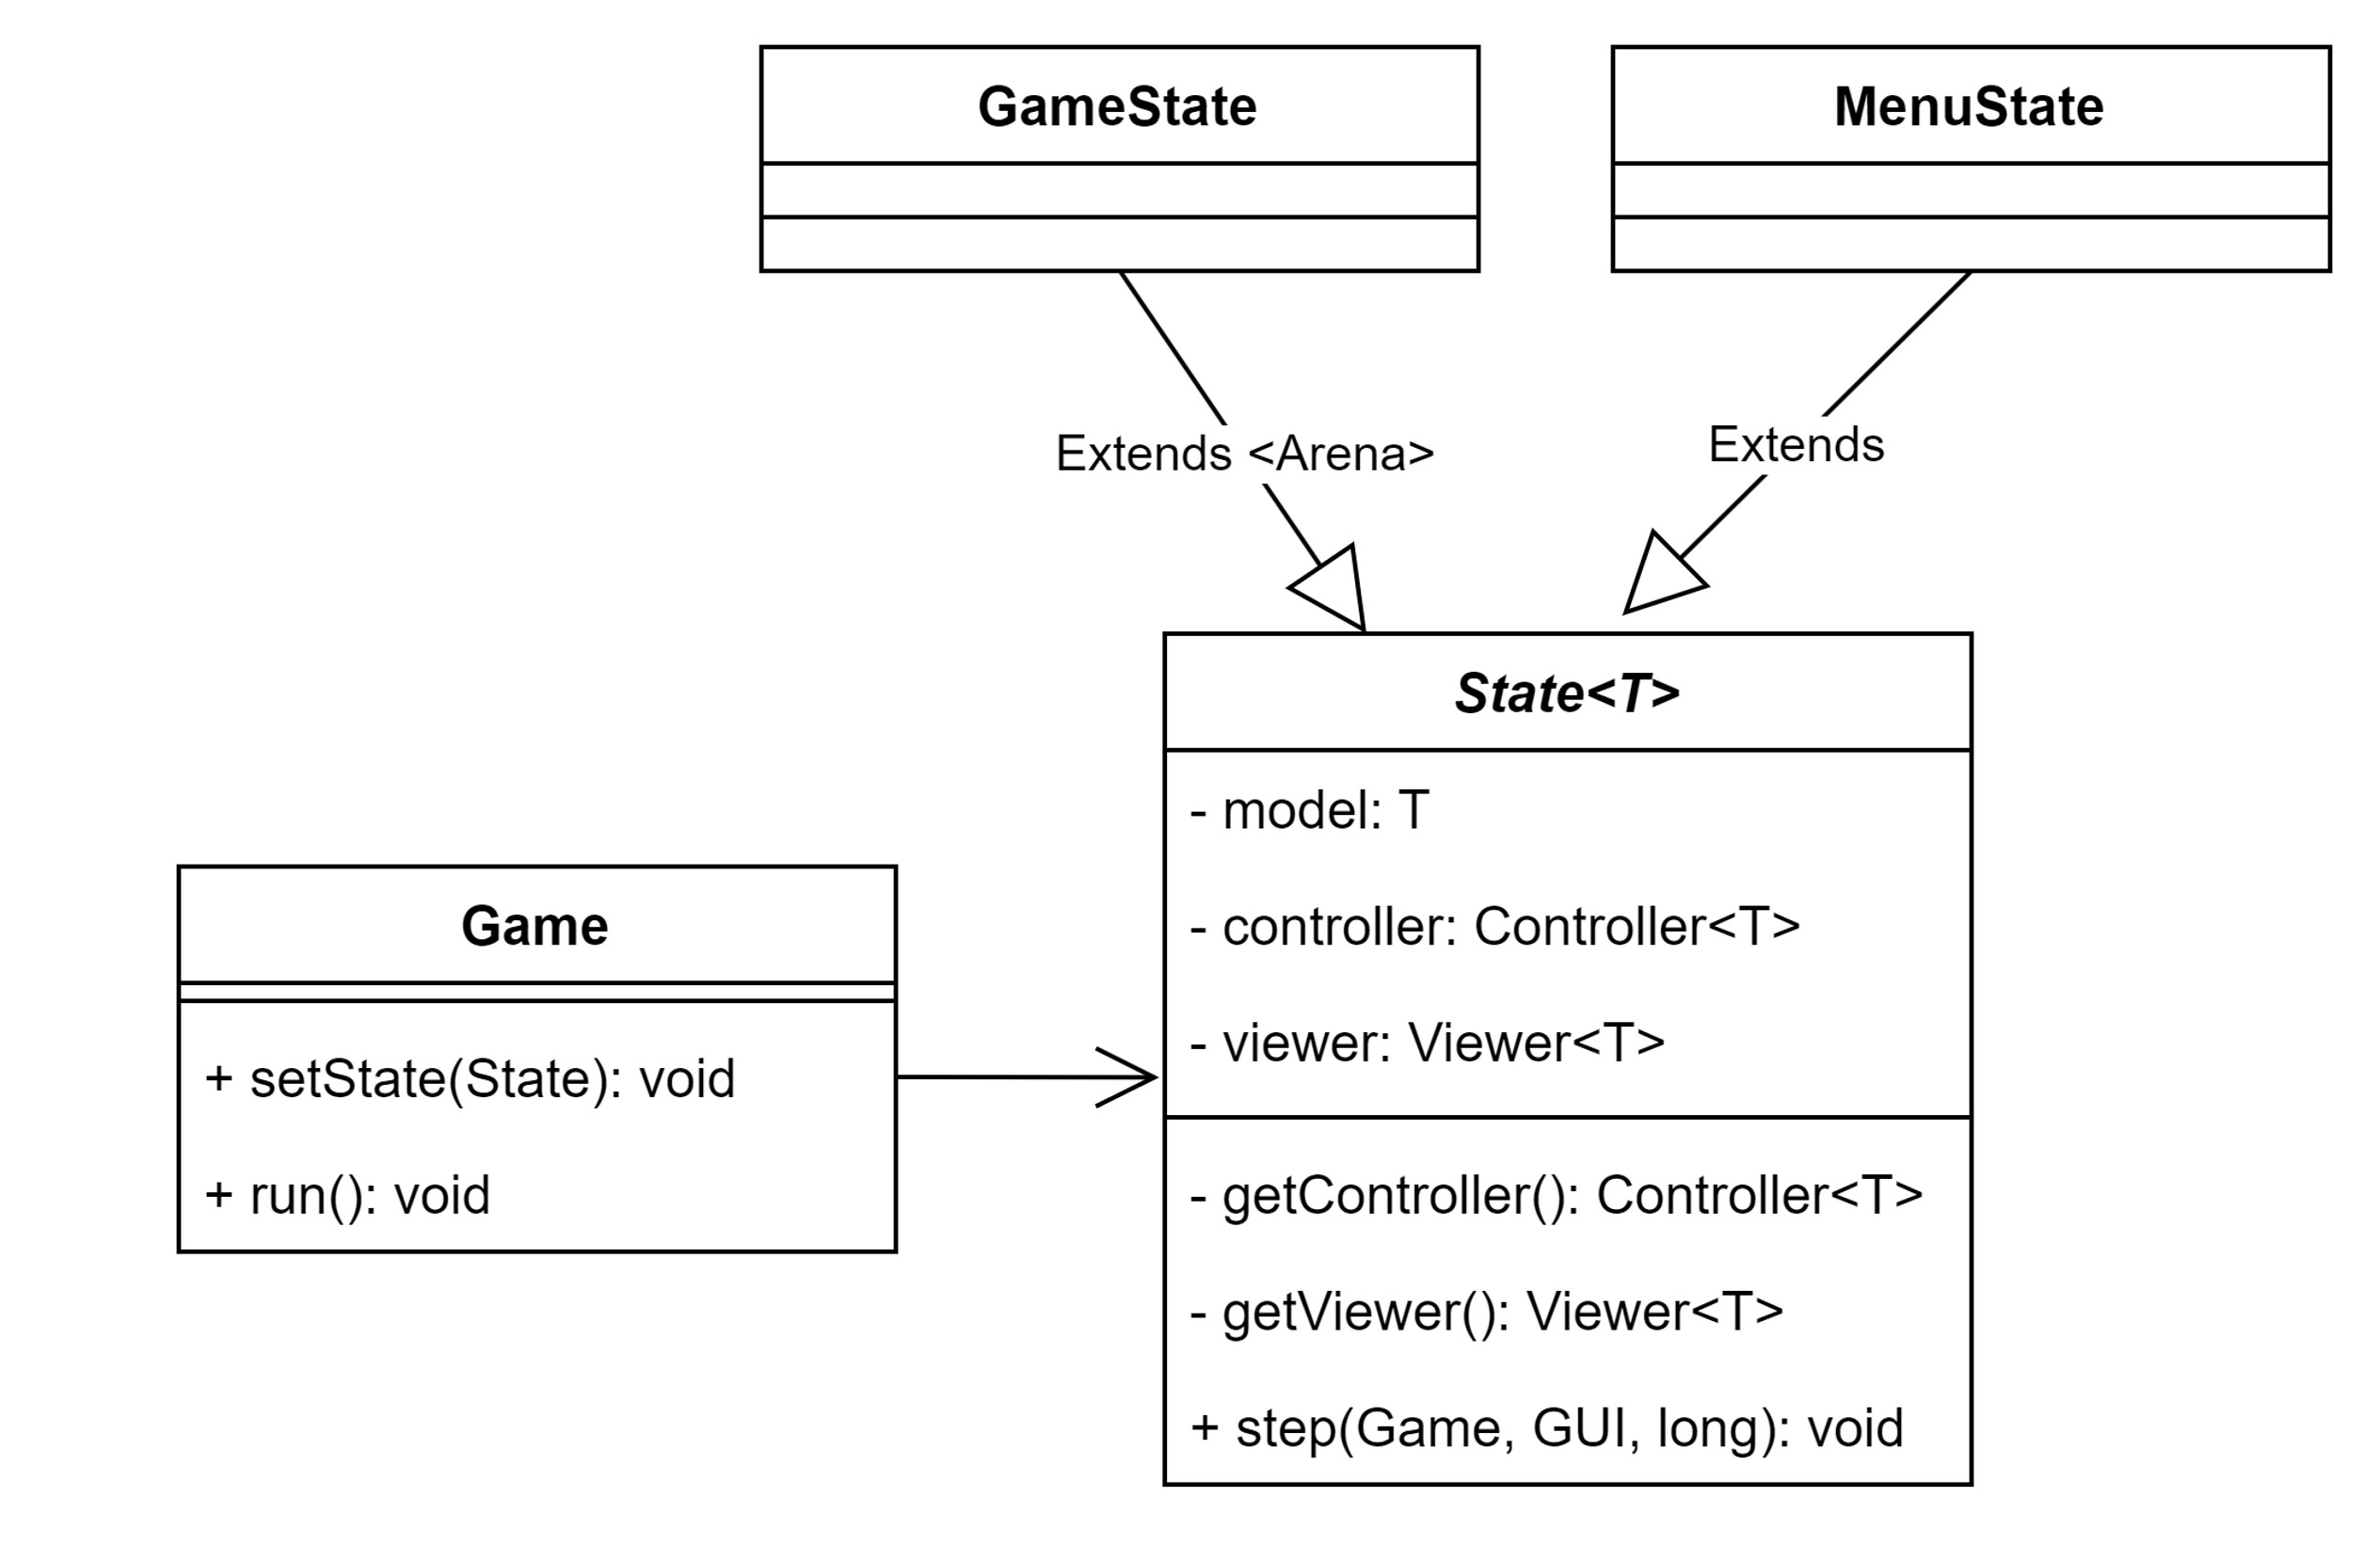 GameState
MenuState
Extends <Arena>
Extends
State<T>
- model: T
- controller: Controller<T>
- viewer: Viewer<T>
- getController(): Controller<T>
- getViewer(): Viewer<T>
+ step(Game, GUI, long): void
Game
+ setState(State): void
+ run(): void